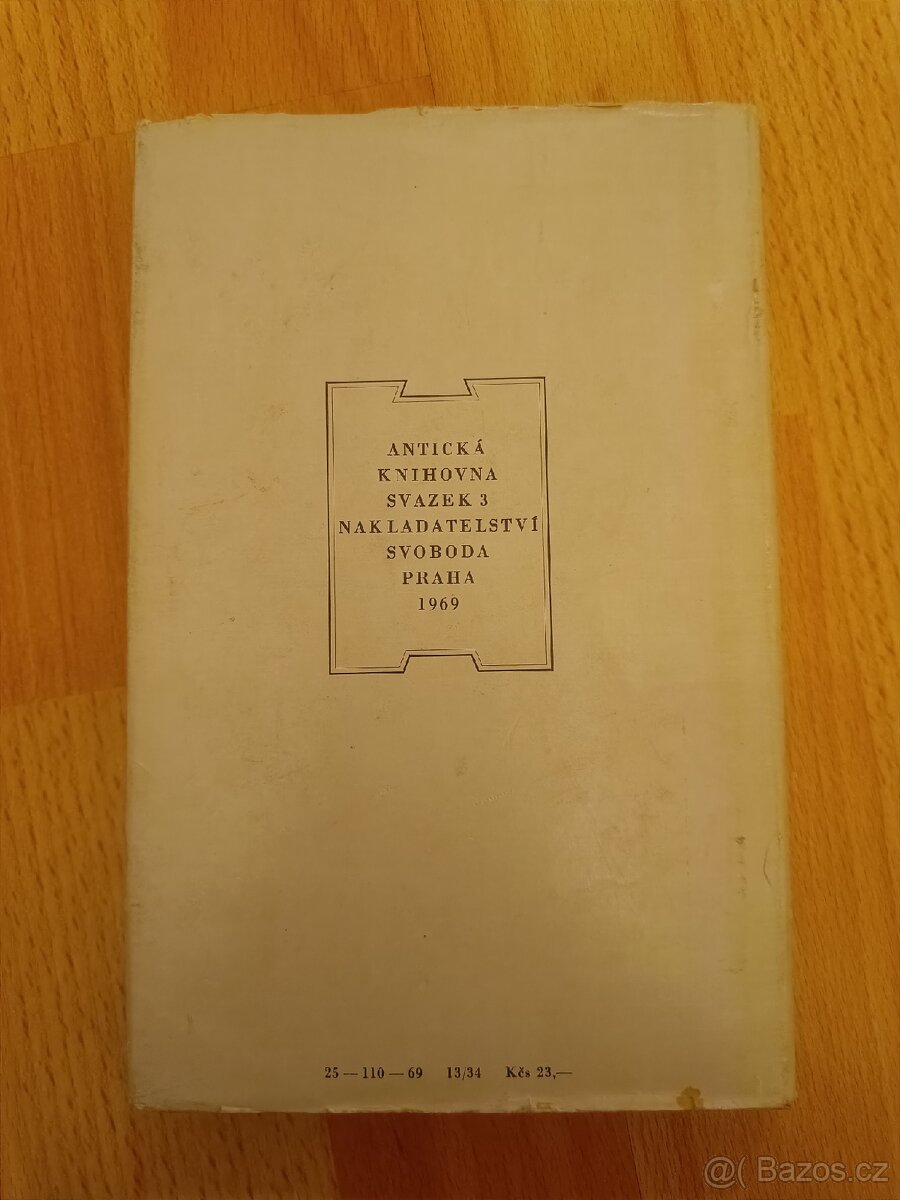 ANTICKÁ
KNIHOVNA
SVAZEK 3
NAKLADATELSTVÍ
SVOBODA
PRAHA
1969
25 — 110 — 69 13/34 Kčs 23,—
@( Bazos.cz